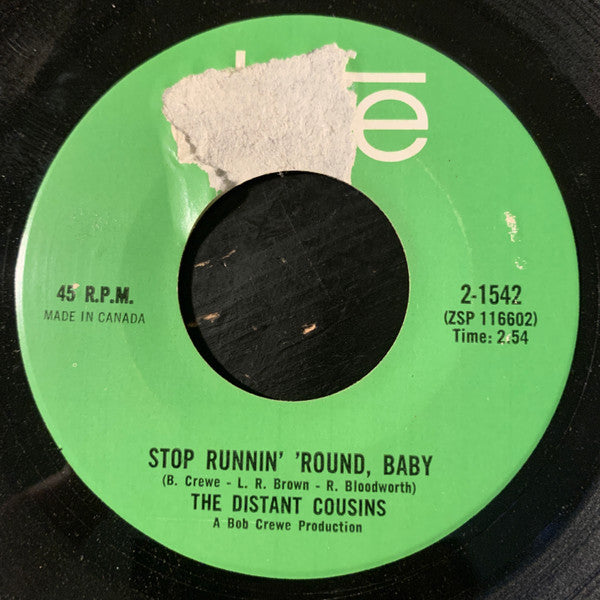 e
45 R.P.M.
MADE IN CANADA
2-1542
(ZSP 116602)
Time: 2:54
STOP RUNNIN' 'ROUND, BABY
(B. Crewe - L. R. Brown - R. Bloodworth)
THE DISTANT COUSINS
A Bob Crewe Production